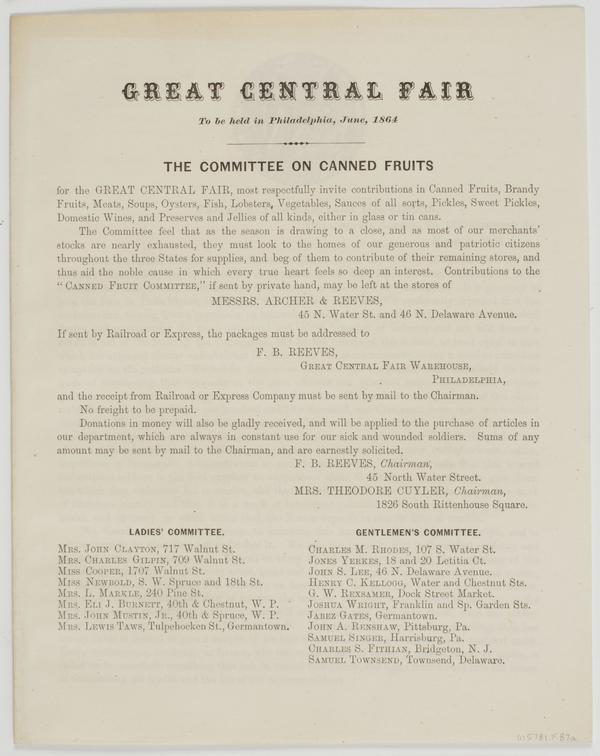 GREAT CENTRAL FAIR
To be held in Philadelphia, June, 1864
THE COMMITTEE ON CANNED FRUITS
for the GREAT CENTRAL FAIR, most respectfully invite contributions in Canned Fruits, Brandy
Fruits, Meats, Soups, Oysters, Fish, Lobsters, Vegetables, Sauces of all sorts, Pickles, Sweet Pickles,
Domestic Wines, and Preserves and Jellies of all kinds, either in glass or tin cans.
The Committee feel that as the season is drawing to a close, and as most of our merchants'
stocks are nearly exhausted, they must look to the homes of our generous and patriotic citizens
throughout the three States for supplies, and beg of them to contribute of their remaining stores, and
thus aid the noble cause in which every true heart feels so deep an interest. Contributions to the
"CANNED FRUIT COMMITTEE," if sent by private hand, may be left at the stores of
MESSRS. ARCHER & REEVES,
45 N. Water St. and 46 N. Delaware Avenue.
If sent by Railroad or Express, the packages must be addressed to
F. B. REEVES,
GREAT CENTRAL FAIR WAREHOUSE,
PHILADELPHIA,
and the receipt from Railroad or Express Company must be sent by mail to the Chairman.
No freight to be prepaid.
Donations in money will also be gladly received, and will be applied to the purchase of articles in
our department, which are always in constant use for our sick and wounded soldiers. Sums of any
amount may be sent by mail to the Chairman, and are earnestly solicited.
F. B. REEVES, Chairman,
45 North Water Street.
MRS. THEODORE CUYLER, Chairman,
1826 South Rittenhouse Square.
LADIES' COMMITTEE.
MRS. JOHN CLAYTON, 717 Walnut St.
MRS. CHARLES GILPIN, 709 Walnut St.
MISS COOPER, 1707 Walnut St.
MISS NEWBOLD, S. W. Spruce and 18th St.
MRS. L. MARKLE, 240 Pine St.
MRS. ELI J. BURNETT, 40th & Chestnut, W. P.
MRS. JOHN MUSTIN, JR., 40th & Spruce, W. P.
MRS. LEWIS TAWS, Tulpehocken St., Germantown.
GENTLEMEN'S COMMITTEE.
CHARLES M. RHODES, 107 S. Water St.
JONES YERKES, 18 and 20 Letitia Ct.
JOHN S. LEE, 46 N. Delaware Avenue.
HENRY C. KELLOGG, Water and Chestnut Sts.
G. W. REXSAMER, Dock Street Market.
JOSHUA WRIGHT, Franklin and Sp. Garden Sts.
JABEZ GATES, Germantown.
JOHN A. RENSHAW, Pittsburg, Pa.
SAMUEL SINGER, Harrisburg, Pa.
CHARLES S. FITHIAN, Bridgeton, N. J.
SAMUEL TOWNSEND, Townsend, Delaware.